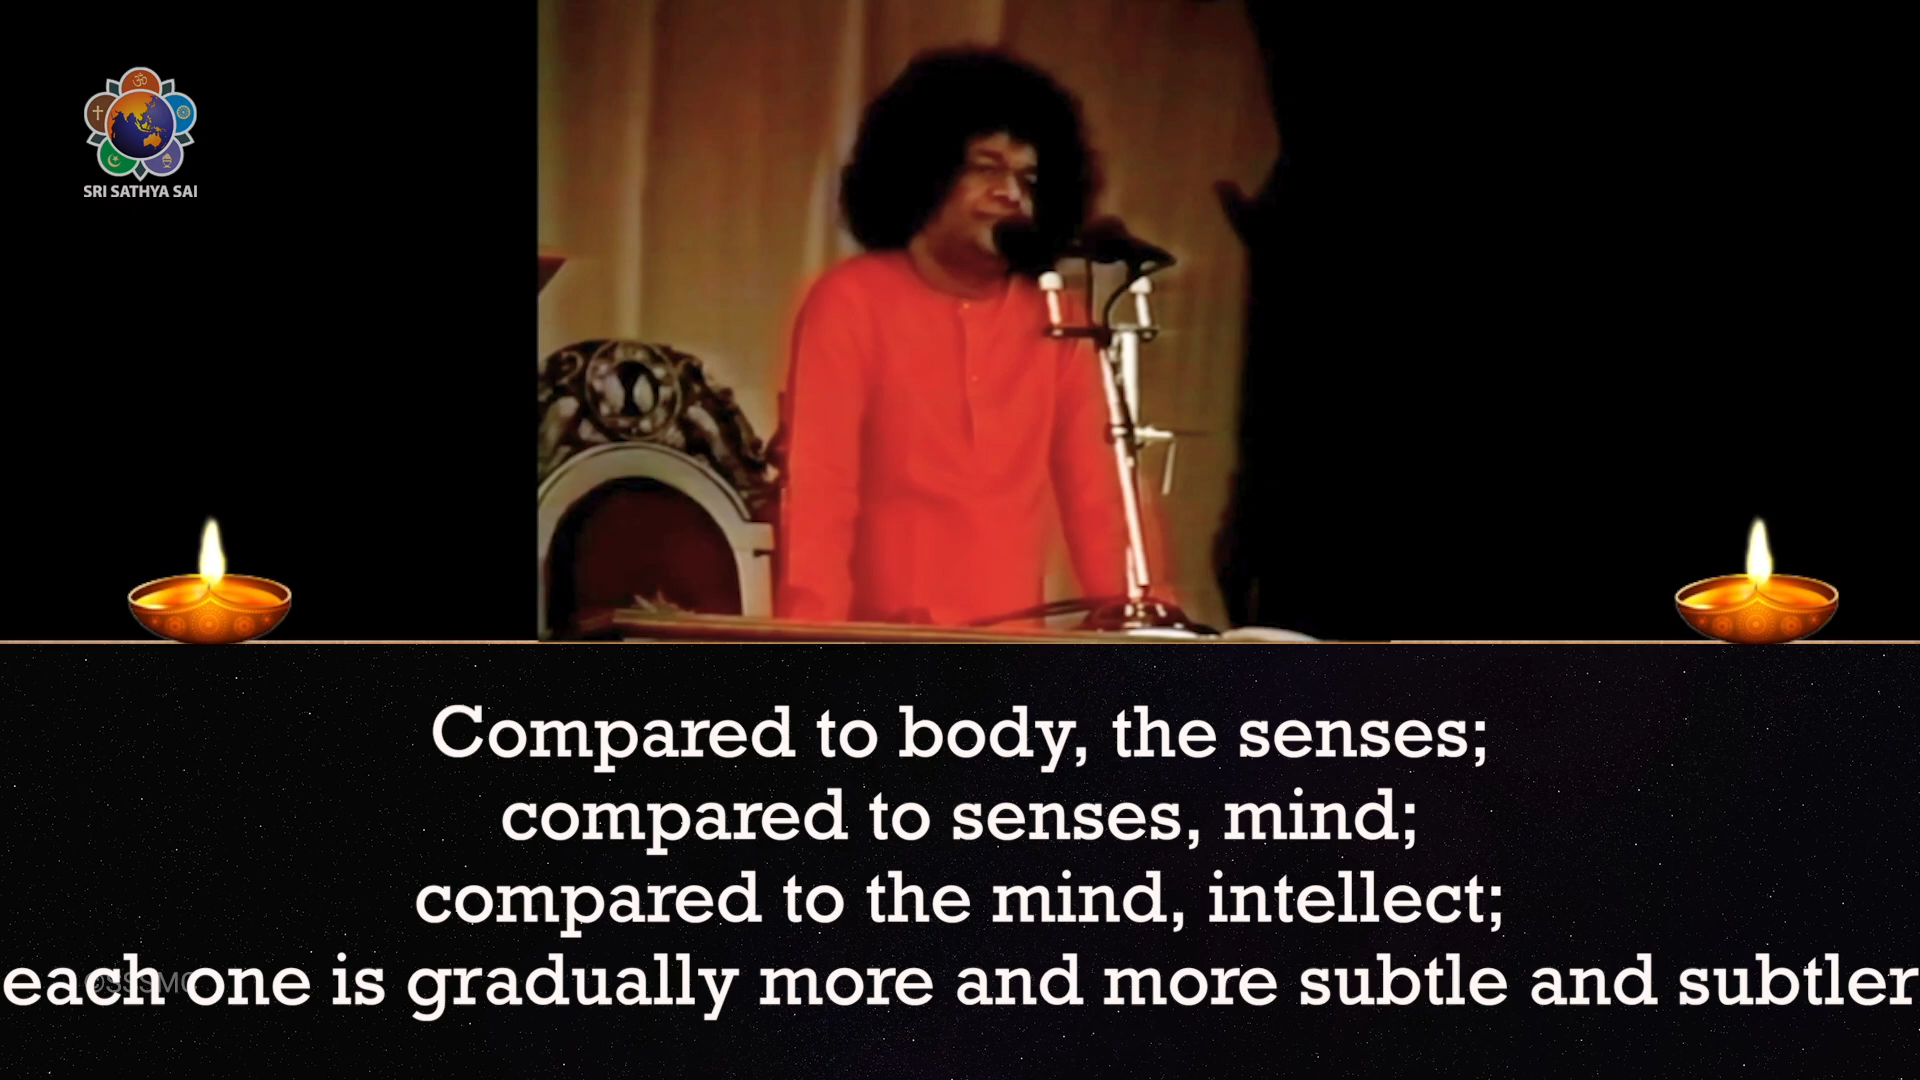 SRI SATHYA SAI
Compared to body, the senses;
compared to senses, mind;
compared to the mind, intellect;
each one is gradually more and more subtle and subtler
©SSSMC